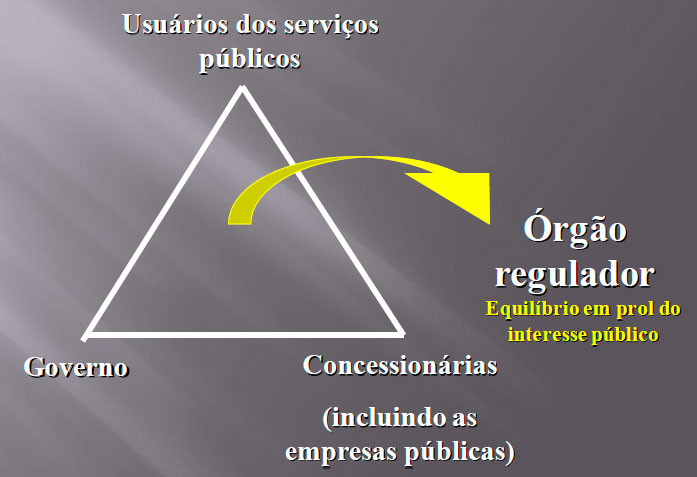 Usuários dos serviços
públicos
Órgão
regulador
Equilíbrio em prol do
interesse público
Governo
Concessionárias
(incluindo as
empresas públicas)